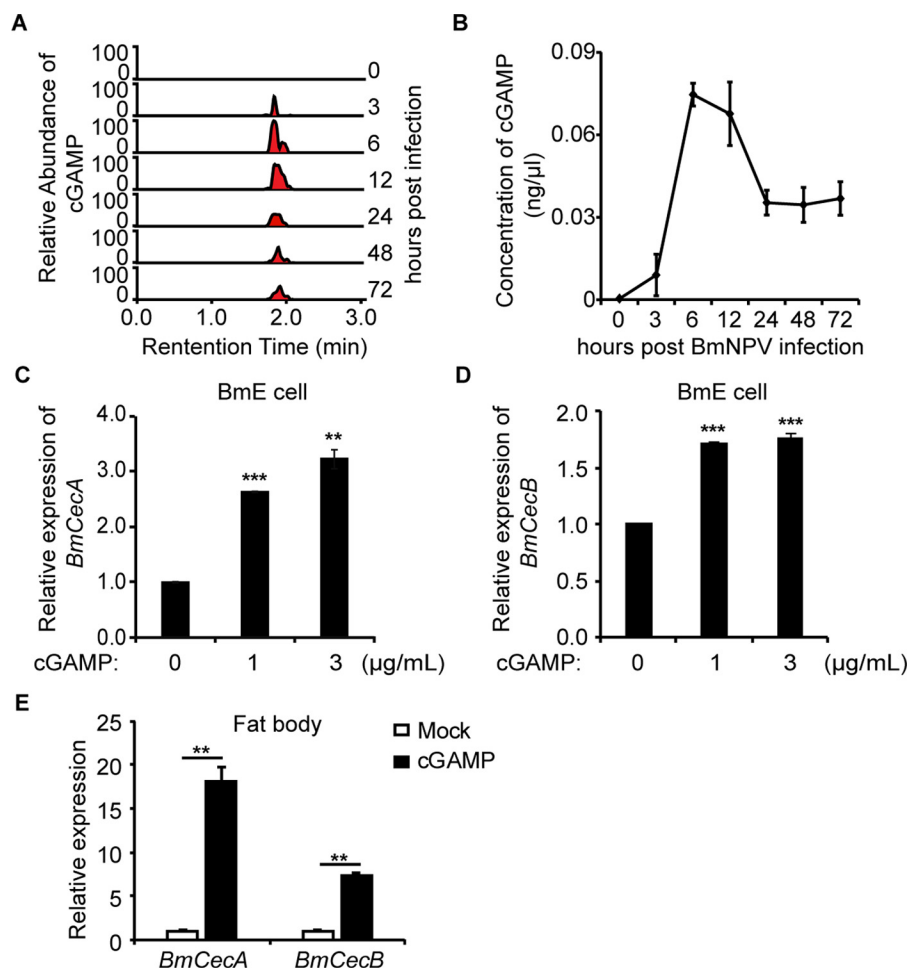 A
Relative Abundance of
cGAMP
100
0
0
100
0
3
100
0
6
100
0
12
100
0
24
100
0
48
100
0
72
hours post infection
0.0 1.0 2.0 3.0
Rentention Time (min)
B
Concentration of cGAMP
(ng/µl)
0.09
0.06
0.03
0
0 3 6 12 24 48 72
hours post BmNPV infection
C
BmE cell
Relative expression of
BmCecA
4.0
3.0
2.0
1.0
0.0
***
**
cGAMP: 0 1 3 (µg/mL)
D
BmE cell
Relative expression of
BmCecB
2.0
1.5
1.0
0.5
0.0
***
***
cGAMP: 0 1 3 (µg/mL)
E
Fat body
Relative expression
25
20
15
10
5
0
**
**
Mock
cGAMP
BmCecA BmCecB